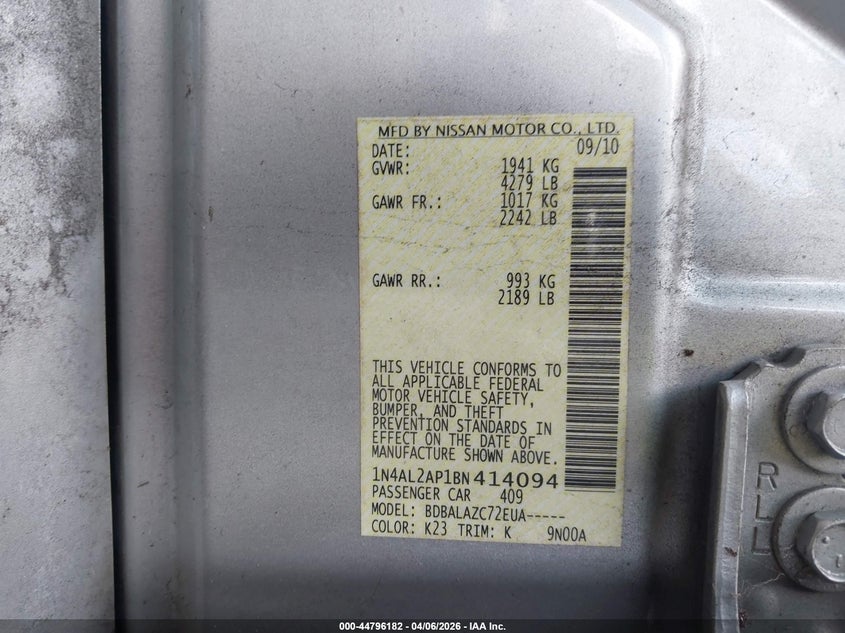 MFD BY NISSAN MOTOR CO., LTD.
DATE: 09/10
GVWR: 1941 KG
4279 LB
GAWR FR.: 1017 KG
2242 LB
GAWR RR.: 993 KG
2189 LB
THIS VEHICLE CONFORMS TO
ALL APPLICABLE FEDERAL
MOTOR VEHICLE SAFETY,
BUMPER, AND THEFT
PREVENTION STANDARDS IN
EFFECT ON THE DATE OF
MANUFACTURE SHOWN ABOVE.
1N4AL2AP1BN414094
PASSENGER CAR 409
MODEL: BDBALAZC72EUA-----
COLOR: K23 TRIM: K 9N00A
RLL
000-44796182 - 04/06/2026 - IAA Inc.